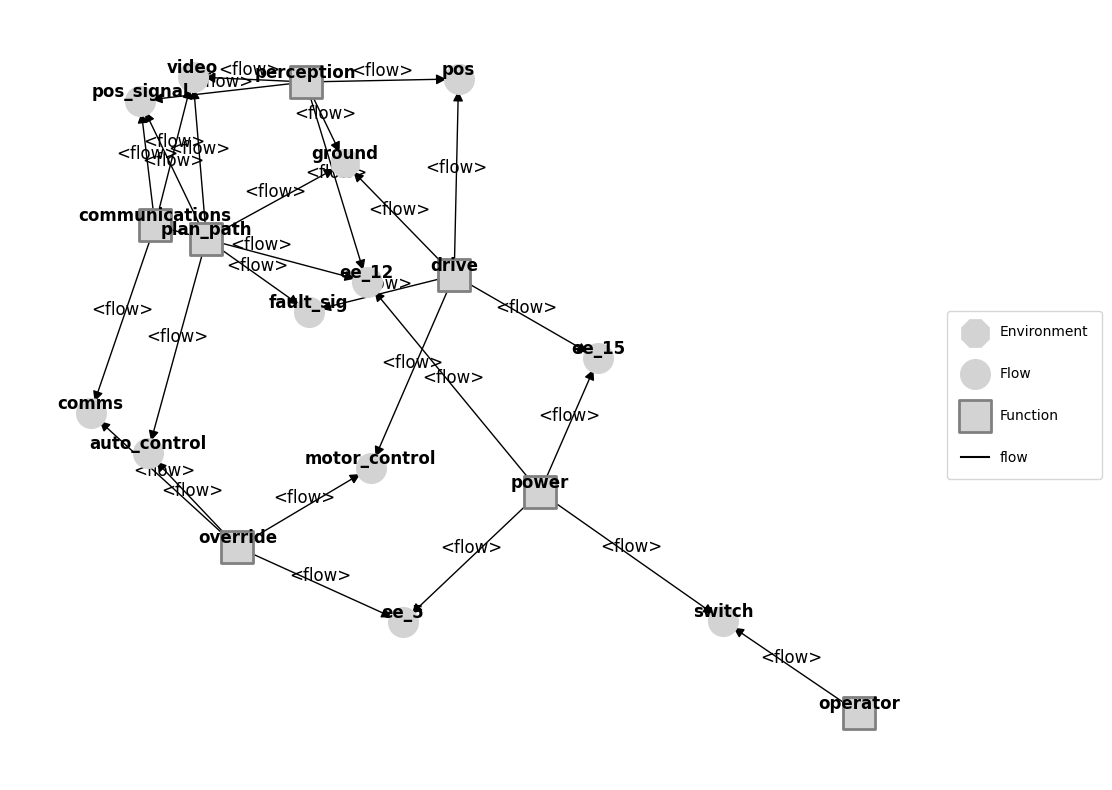 video
<flow>
perception
<flow>
pos
pos_signal
<flow>
<flow>
ground
<flow>
<flow>
<flow>
<flow>
<flow>
<flow>
<flow>
<flow>
<flow>
communications
plan_path
<flow>
<flow>
drive
ee_12
fault_sig
<flow>
<flow>
<flow>
ee_15
Environment
Flow
Function
flow
<flow>
<flow>
<flow>
comms
<flow>
auto_control
motor_control
<flow>
<flow>
<flow>
power
override
<flow>
<flow>
<flow>
ee_5
switch
<flow>
operator